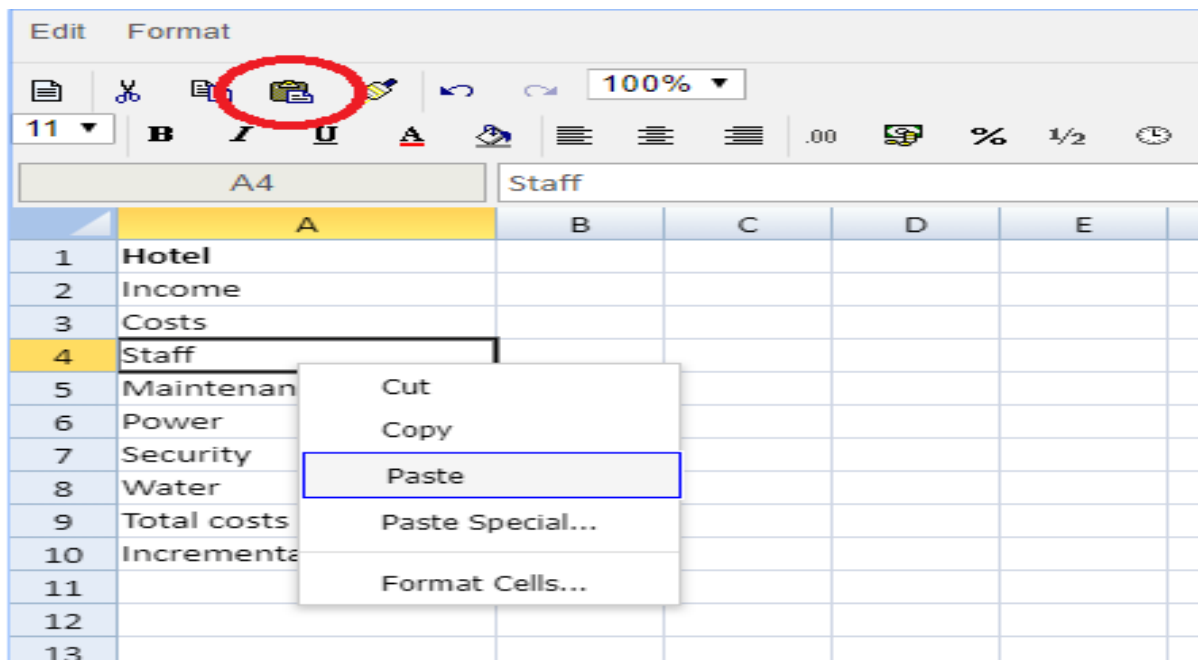 Edit Format
100% ▼
11 ▼ B I U A .00 % 1/2
A4 Staff
A B C D E
1 Hotel
2 Income
3 Costs
4 Staff
Cut
5 Maintenan
Copy
6 Power
7 Security
Paste
8 Water
9 Total costs
Paste Special...
10 Incrementa
Format Cells...
11
12
13